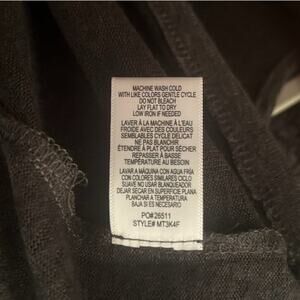 MACHINE WASH COLD
WITH LIKE COLORS GENTLE CYCLE
DO NOT BLEACH
LAY FLAT TO DRY
LOW IRON IF NEEDED
LAVER À LA MACHINE À L'EAU
FROIDE AVEC DES COULEURS
SEMBLABLES CYCLE DÉLICAT
NE PAS BLANCHIR
ÉTENDRE À PLAT POUR SÉCHER
REPASSER À BASSE
TEMPÉRATURE AU BESOIN
LAVAR A MÁQUINA CON AGUA FRÍA
CON COLORES SIMILARES CICLO
SUAVE NO USAR BLANQUEADOR
DEJAR SECAR EN SUPERFICIE PLANA
PLANCHAR A TEMPERATURA
BAJA SI ES NECESARIO
PO#26511
STYLE# MT3K4F